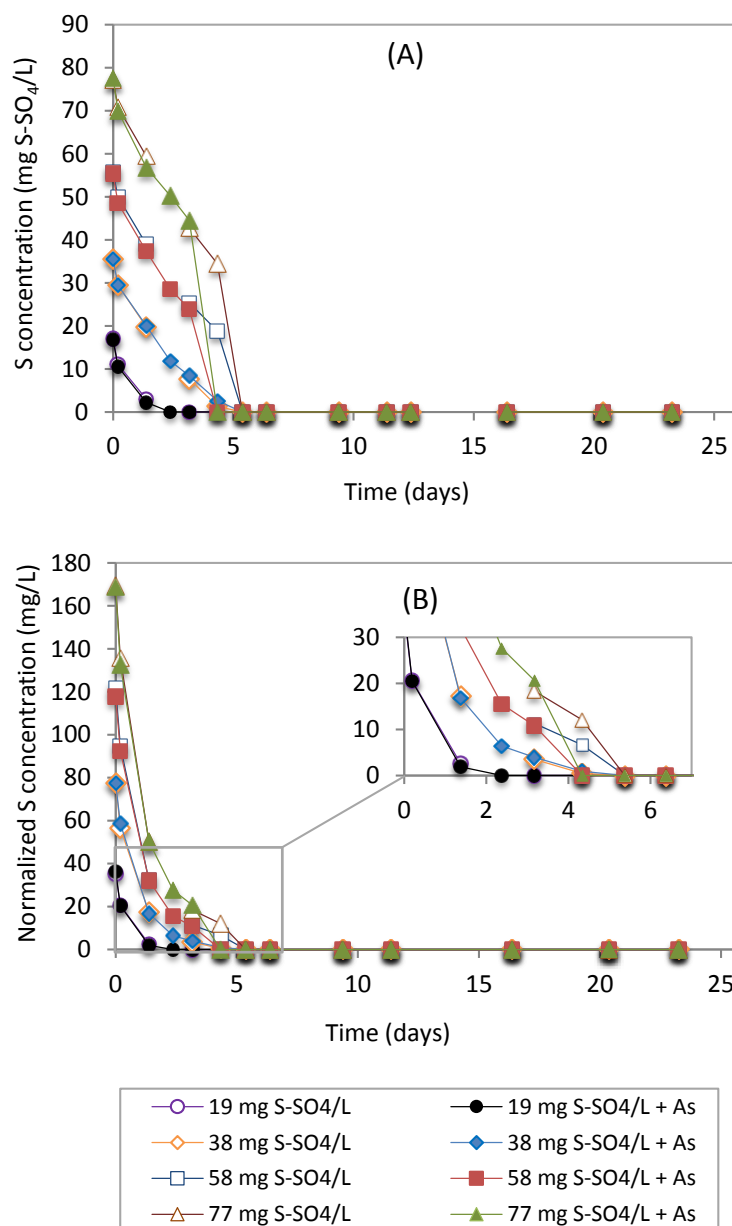 (A)
S concentration (mg S-SO₄/L)
90
80
70
60
50
40
30
20
10
0
0 5 10 15 20 25
Time (days)
(B)
Normalized S concentration (mg/L)
180
160
140
120
100
80
60
40
20
0
30
20
10
0
0 2 4 6
0 5 10 15 20 25
Time (days)
19 mg S-SO4/L 19 mg S-SO4/L + As
38 mg S-SO4/L 38 mg S-SO4/L + As
58 mg S-SO4/L 58 mg S-SO4/L + As
77 mg S-SO4/L 77 mg S-SO4/L + As